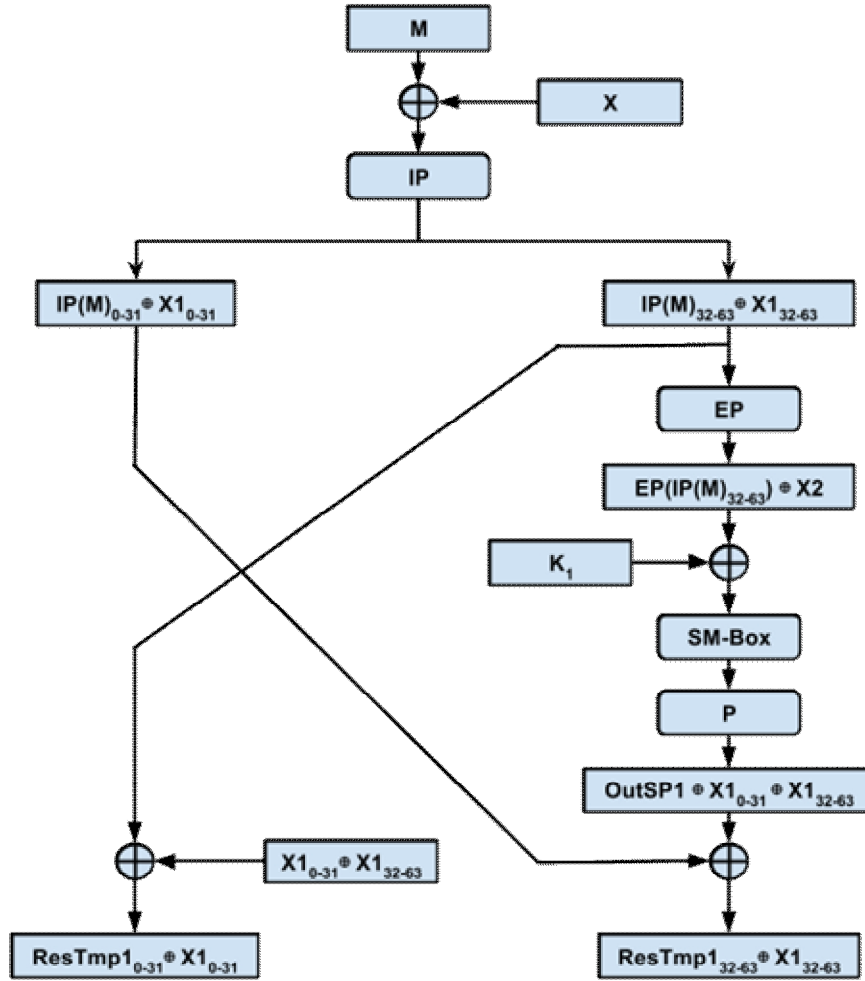 M
X
IP
IP(M)₀₋₃₁ ⊕ X1₀₋₃₁
IP(M)₃₂₋₆₃ ⊕ X1₃₂₋₆₃
EP
EP(IP(M)₃₂₋₆₃) ⊕ X2
K₁
SM-Box
P
OutSP1 ⊕ X1₀₋₃₁ ⊕ X1₃₂₋₆₃
X1₀₋₃₁ ⊕ X1₃₂₋₆₃
ResTmp1₀₋₃₁ ⊕ X1₀₋₃₁
ResTmp1₃₂₋₆₃ ⊕ X1₃₂₋₆₃